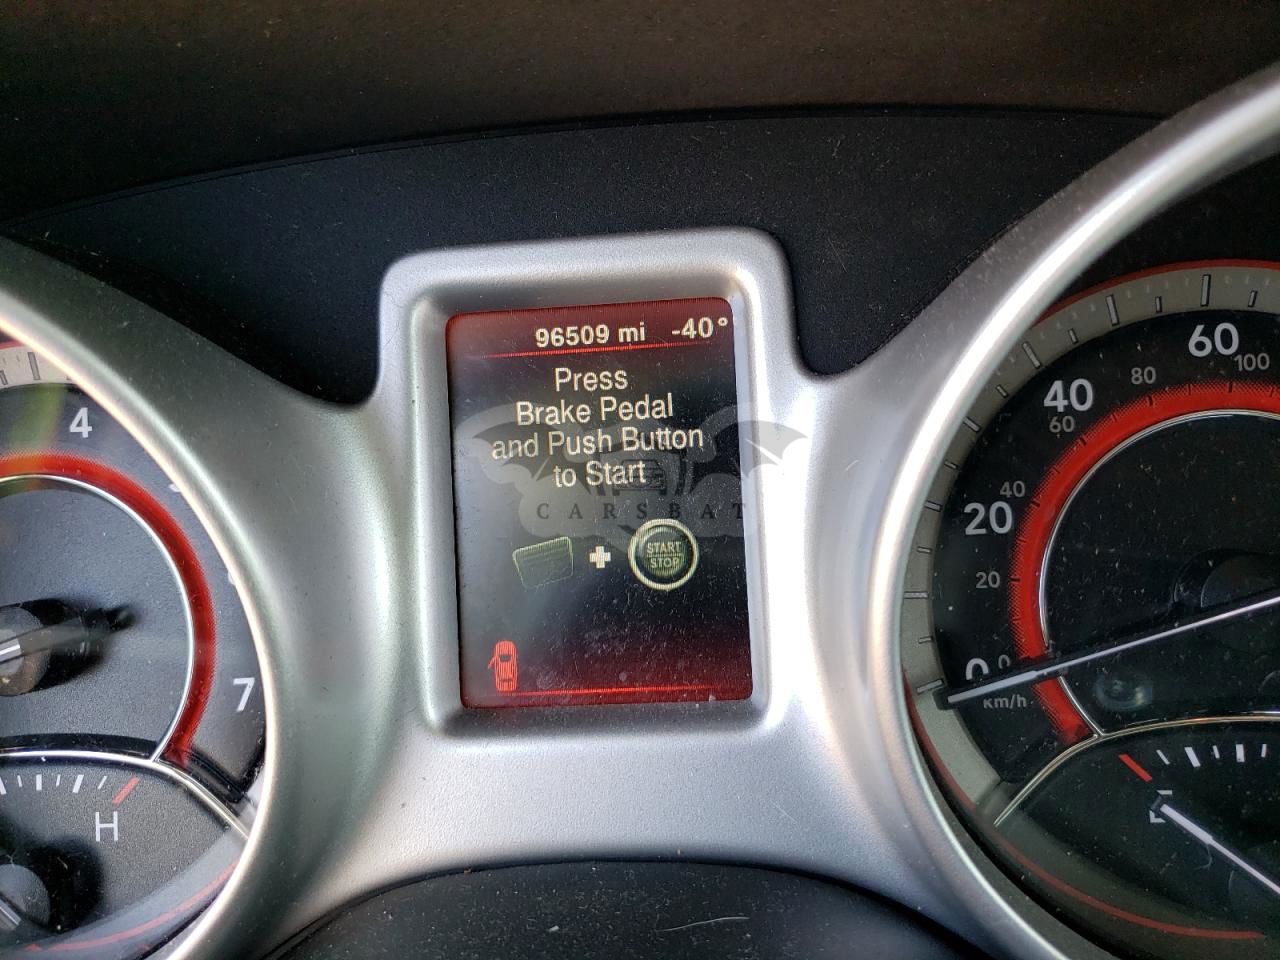 96509 mi -40°
Press
Brake Pedal
and Push Button
to Start
CARSBAT
START
STOP
4
7
H
60
100
40
80
60
40
20
20
0 0
km/h
E